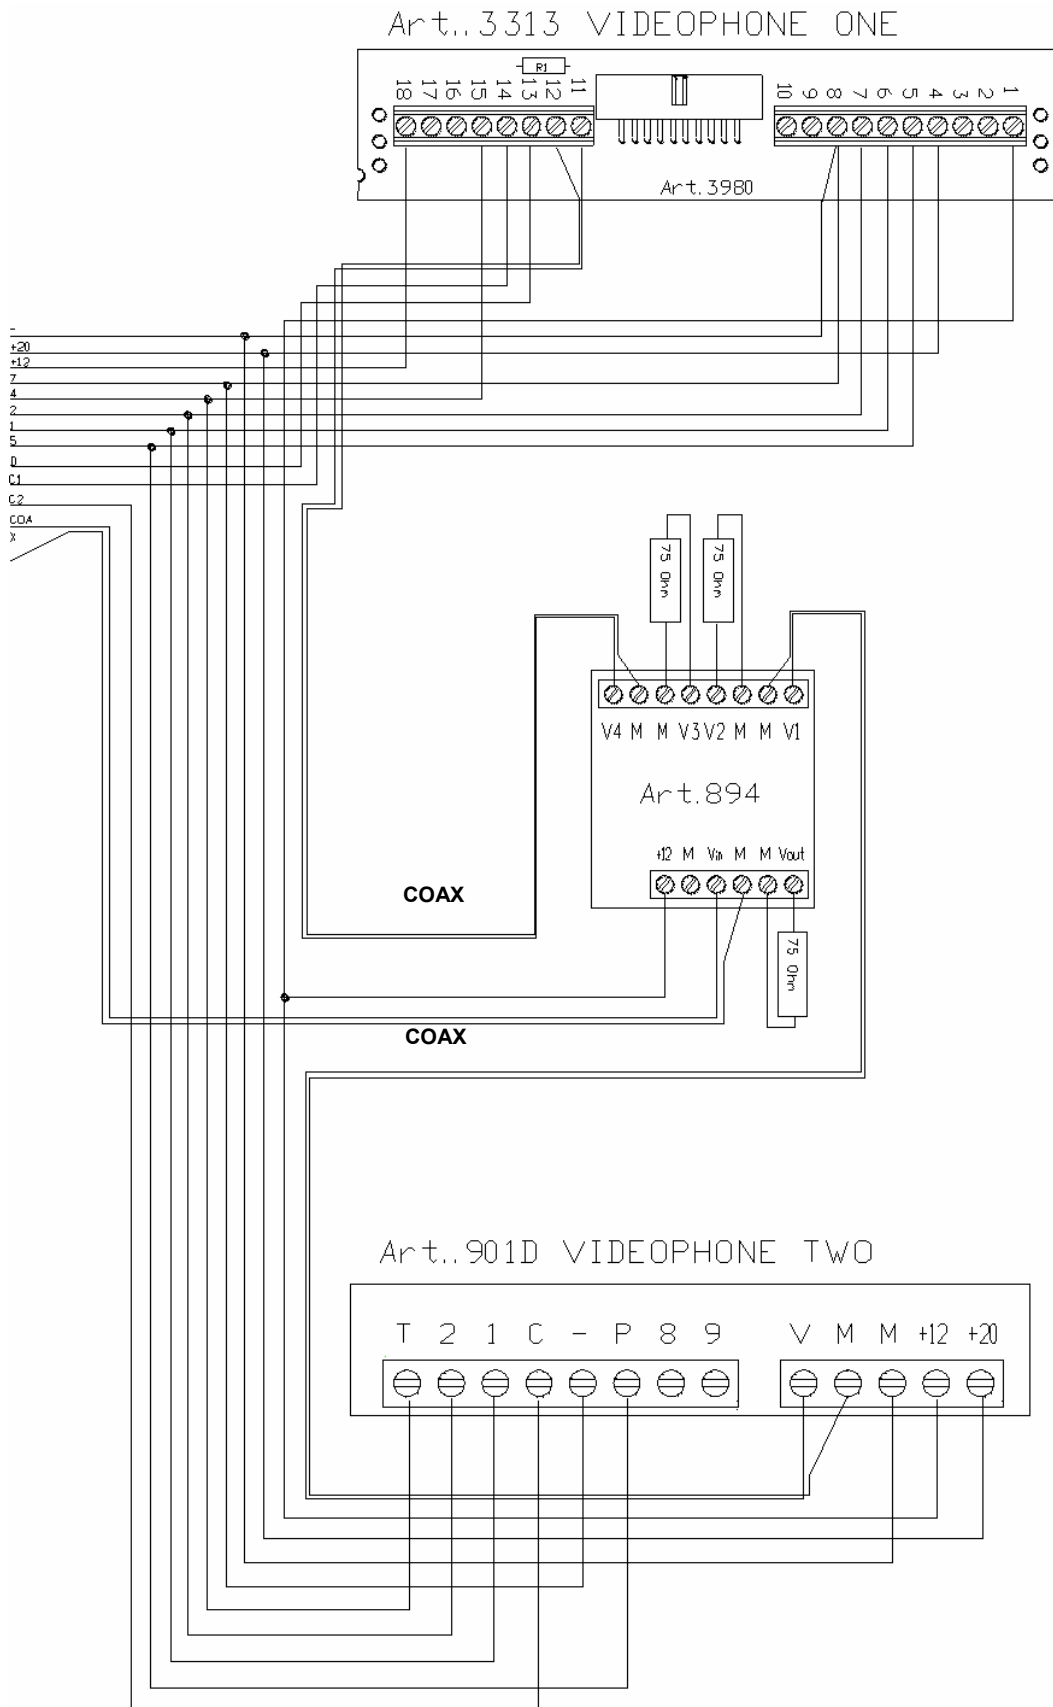 Art..3313 VIDEOPHONE ONE
R1
18 17 16 15 14 13 12 11
10 9 8 7 6 5 4 3 2 1
Art.3980
-
+20
+12
7
4
2
1
5
D
C1
C2
COA
X
75 Ohm
75 Ohm
V4 M M V3 V2 M M V1
Art.894
+12 M Vin M M Vout
COAX
75 Ohm
COAX
Art..901D VIDEOPHONE TWO
T 2 1 C - P 8 9
V M M +12 +20